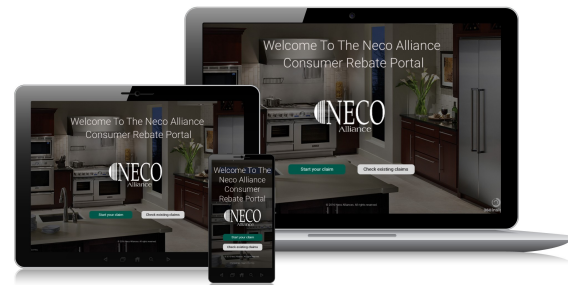 Welcome To The Neco Alliance
Consumer Rebate Portal
NECO
Alliance
Start your claim
Check existing claims
Welcome To The Neco Alliance
Consumer Rebate Portal
NECO
Alliance
Start your claim
Check existing claims
Welcome To The
Neco Alliance
Consumer
Rebate Portal
NECO
Alliance
Start your claim
Check existing claims